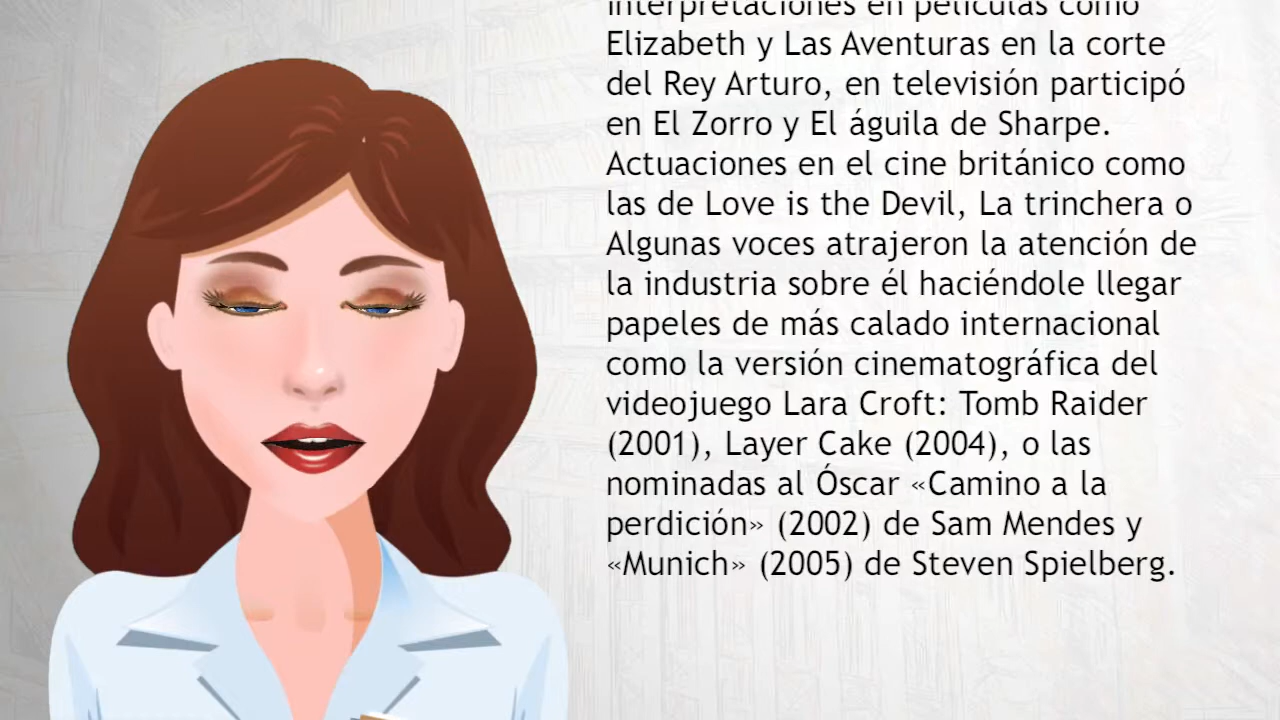 interpretaciones en películas como
Elizabeth y Las Aventuras en la corte
del Rey Arturo, en televisión participó
en El Zorro y El águila de Sharpe.
Actuaciones en el cine británico como
las de Love is the Devil, La trinchera o
Algunas voces atrajeron la atención de
la industria sobre él haciéndole llegar
papeles de más calado internacional
como la versión cinematográfica del
videojuego Lara Croft: Tomb Raider
(2001), Layer Cake (2004), o las
nominadas al Óscar «Camino a la
perdición» (2002) de Sam Mendes y
«Munich» (2005) de Steven Spielberg.